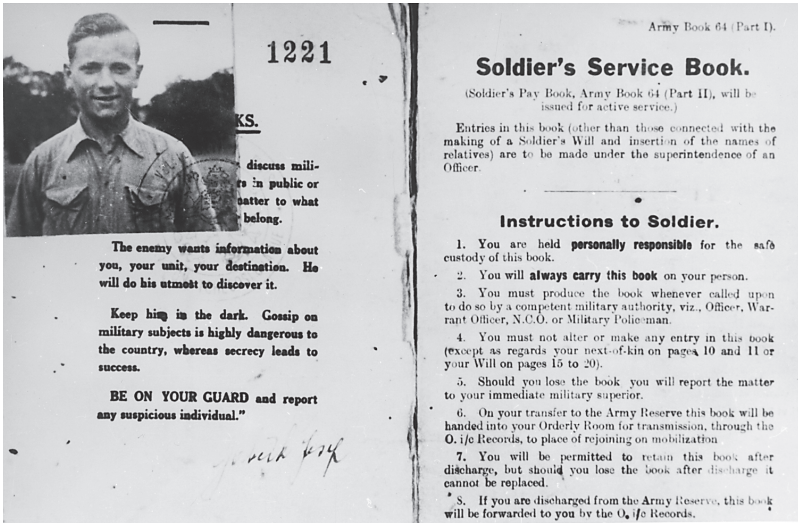 1221
KS.
discuss mili-
rs in public or
atter to what
belong.
The enemy wants information about
you, your unit, your destination. He
will do his utmost to discover it.
Keep him in the dark. Gossip on
military subjects is highly dangerous to
the country, whereas secrecy leads to
success.
BE ON YOUR GUARD and report
any suspicious individual."
Army Book 64 (Part I).
Soldier's Service Book.
(Soldier's Pay Book, Army Book 64 (Part II), will be
issued for active service.)
Entries in this book (other than those connected with the
making of a Soldier's Will and insertion of the names of
relatives) are to be made under the superintendence of an
Officer.
Instructions to Soldier.
1. You are held personally responsible for the safe
custody of this book.
2. You will always carry this book on your person.
3. You must produce the book whenever called upon
to do so by a competent military authority, viz., Officer, War-
rant Officer, N.C.O. or Military Policeman.
4. You must not alter or make any entry in this book
(except as regards your next-of-kin on pages 10 and 11 or
your Will on pages 15 to 20).
5. Should you lose the book you will report the matter
to your immediate military superior.
6. On your transfer to the Army Reserve this book will be
handed into your Orderly Room for transmission, through the
O. i/c Records, to place of rejoining on mobilization
7. You will be permitted to retain this book after
discharge, but should you lose the book after discharge it
cannot be replaced.
8. If you are discharged from the Army Reserve, this book
will be forwarded to you by the O. i/c Records.